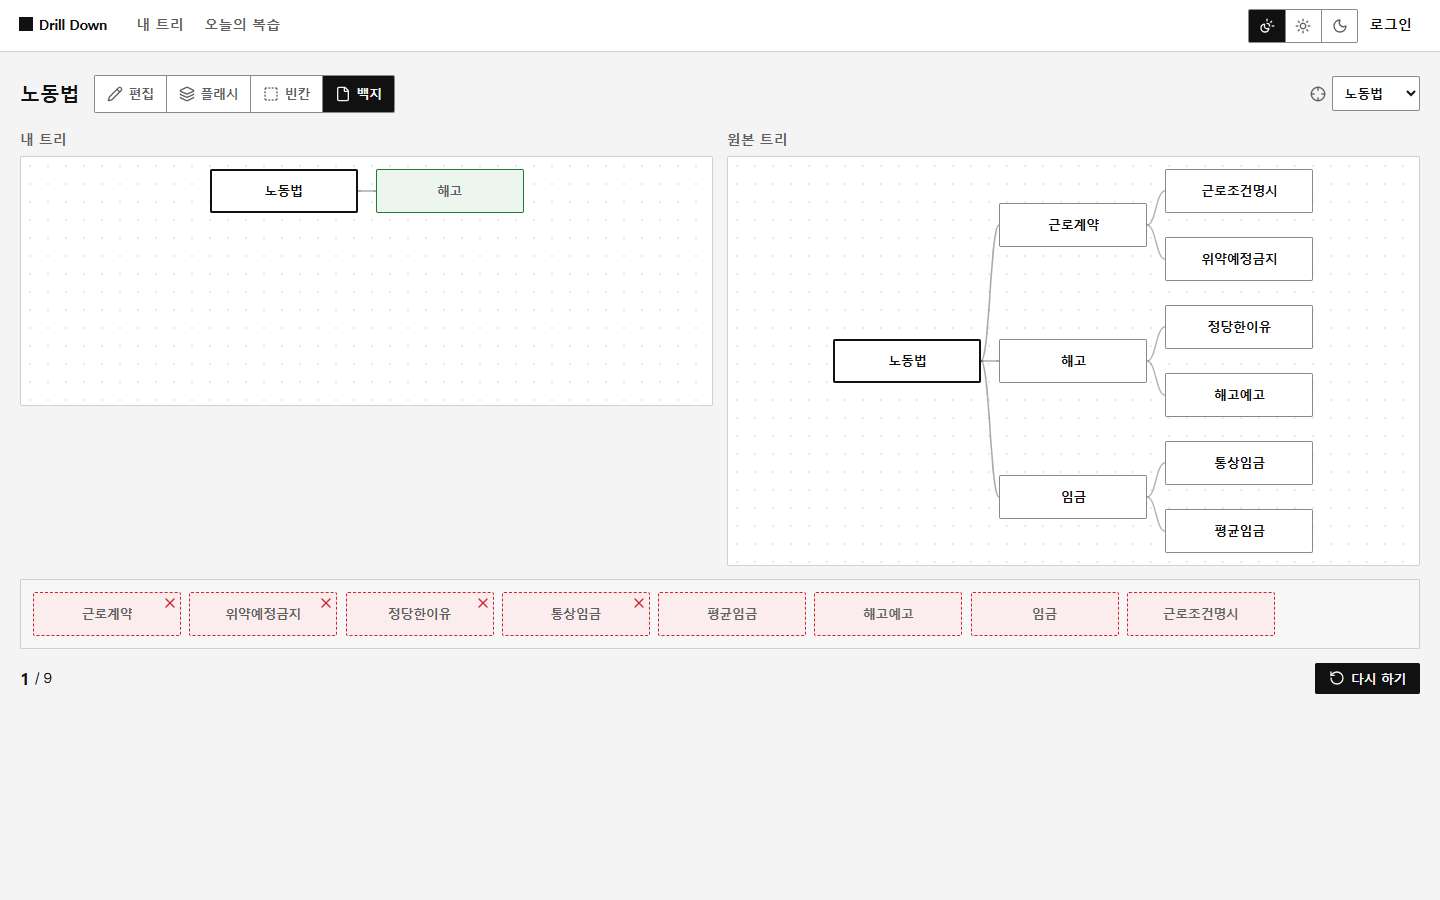 Drill Down 내 트리 오늘의 복습 로그인
노동법 편집 플래시 빈칸 백지 노동법
내 트리
노동법 해고
원본 트리
근로조건명시
근로계약
위약예정금지
정당한이유
노동법 해고
해고예고
통상임금
임금
평균임금
근로계약 위약예정금지 정당한이유 통상임금 평균임금 해고예고 임금 근로조건명시
1 / 9 다시 하기